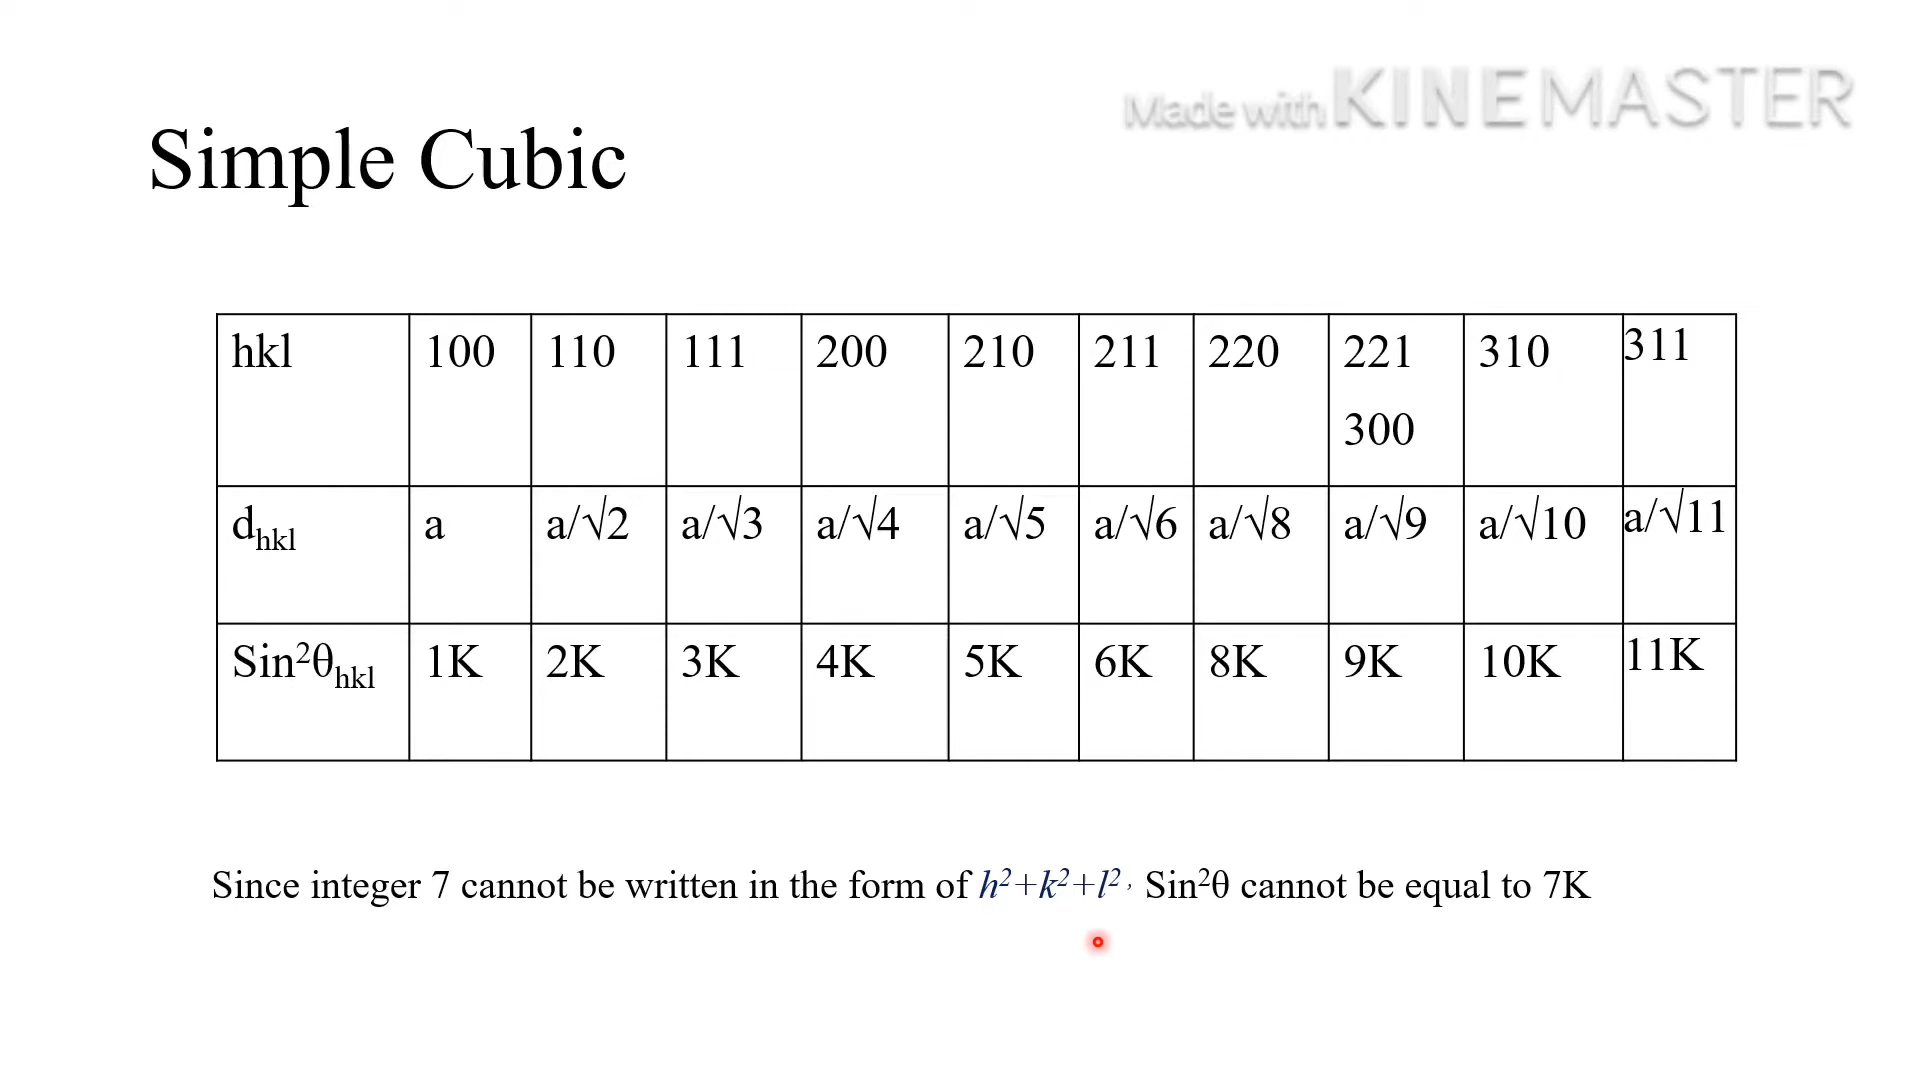 Made with KINEMASTER
Simple Cubic
hkl 100 110 111 200 210 211 220 221 310 311
300
dhkl a a/√2 a/√3 a/√4 a/√5 a/√6 a/√8 a/√9 a/√10 a/√11
Sin²θhkl 1K 2K 3K 4K 5K 6K 8K 9K 10K 11K
Since integer 7 cannot be written in the form of h²+k²+l² , Sin²θ cannot be equal to 7K